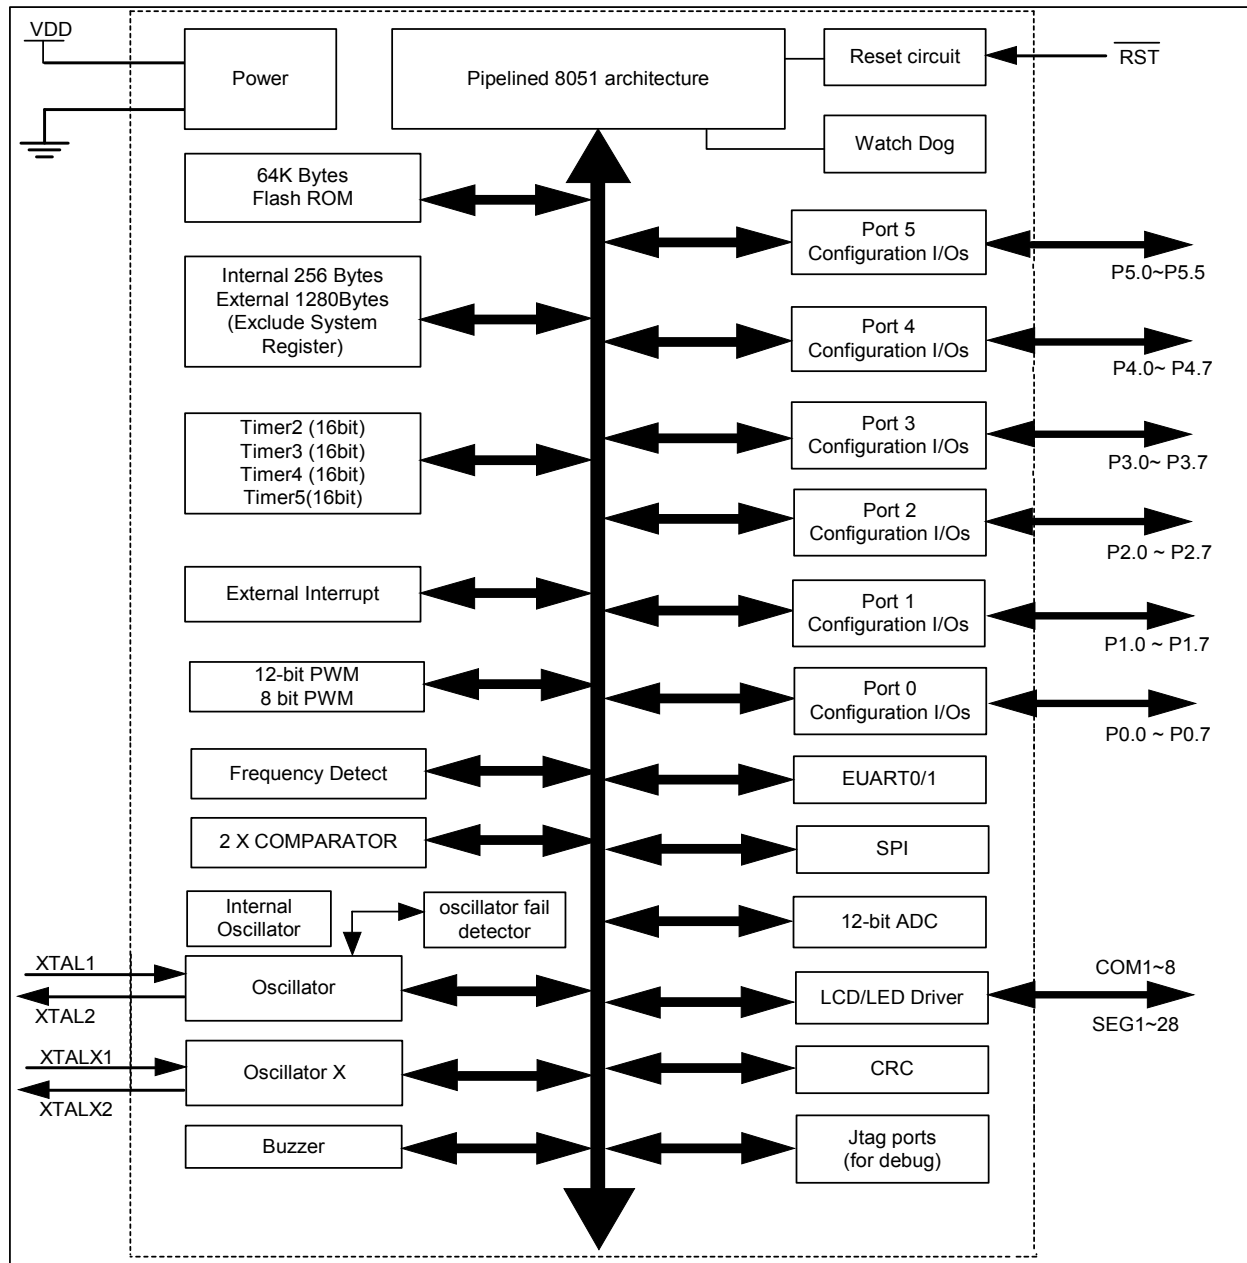 VDD
Power
Pipelined 8051 architecture
Reset circuit
RST
Watch Dog
64K Bytes
Flash ROM
Internal 256 Bytes
External 1280Bytes
(Exclude System
Register)
Timer2 (16bit)
Timer3 (16bit)
Timer4 (16bit)
Timer5(16bit)
External Interrupt
12-bit PWM
8 bit PWM
Frequency Detect
2 X COMPARATOR
Internal
Oscillator
oscillator fail
detector
XTAL1
Oscillator
XTAL2
XTALX1
Oscillator X
XTALX2
Buzzer
Port 5
Configuration I/Os
P5.0~P5.5
Port 4
Configuration I/Os
P4.0~ P4.7
Port 3
Configuration I/Os
P3.0~ P3.7
Port 2
Configuration I/Os
P2.0 ~ P2.7
Port 1
Configuration I/Os
P1.0 ~ P1.7
Port 0
Configuration I/Os
P0.0 ~ P0.7
EUART0/1
SPI
12-bit ADC
LCD/LED Driver
COM1~8
SEG1~28
CRC
Jtag ports
(for debug)